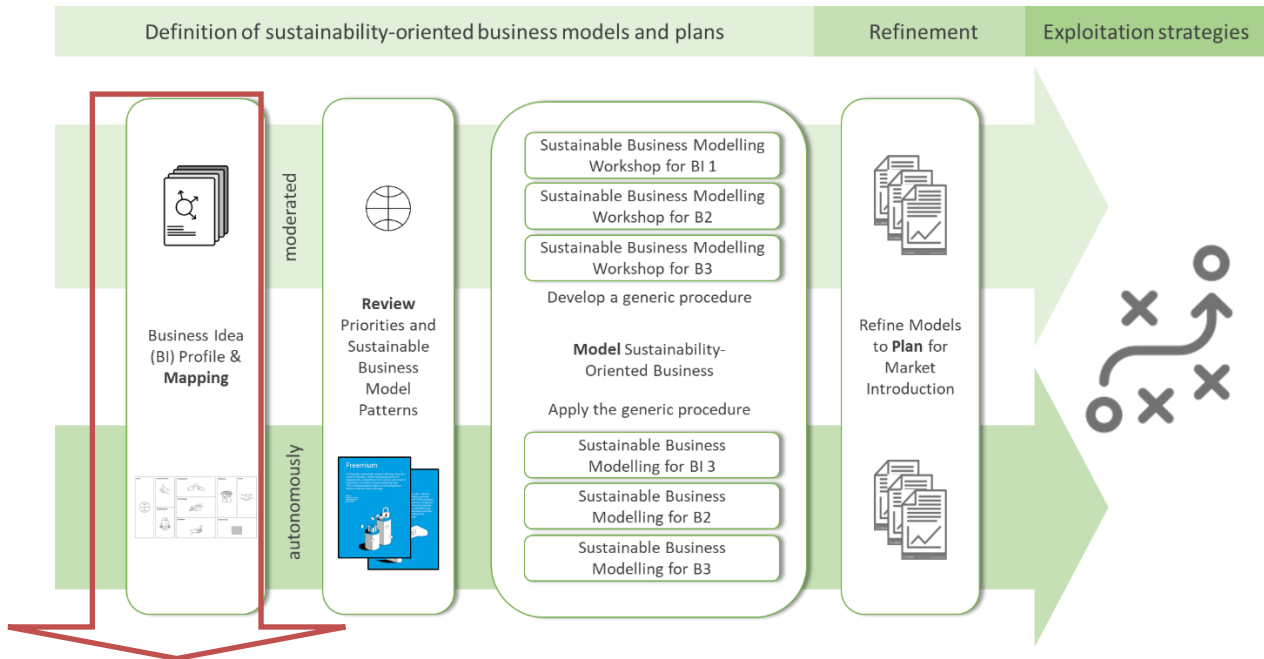 Definition of sustainability-oriented business models and plans
Refinement
Exploitation strategies
moderated
autonomously
Business Idea
(BI) Profile &
Mapping
Review
Priorities and
Sustainable
Business
Model
Patterns
Freemium
Sustainable Business Modelling
Workshop for BI 1
Sustainable Business Modelling
Workshop for B2
Sustainable Business Modelling
Workshop for B3
Develop a generic procedure
Model Sustainability-
Oriented Business
Apply the generic procedure
Sustainable Business
Modelling for BI 3
Sustainable Business
Modelling for B2
Sustainable Business
Modelling for B3
Refine Models
to Plan for
Market
Introduction